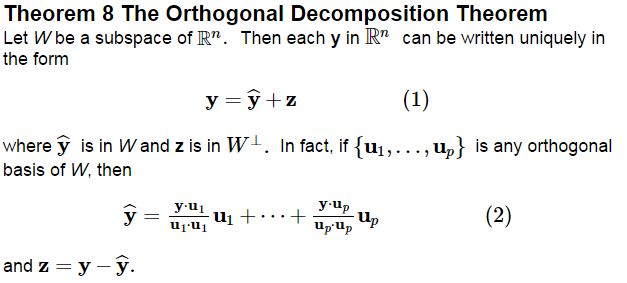 Theorem 8 The Orthogonal Decomposition Theorem
Let W be a subspace of ℝⁿ. Then each y in ℝⁿ can be written uniquely in
the form
y = ŷ + z (1)
where ŷ is in W and z is in W⊥. In fact, if {u₁, . . . , uₚ} is any orthogonal
basis of W, then
ŷ = y·u₁/u₁·u₁ u₁ + · · · + y·uₚ/uₚ·uₚ uₚ (2)
and z = y − ŷ.